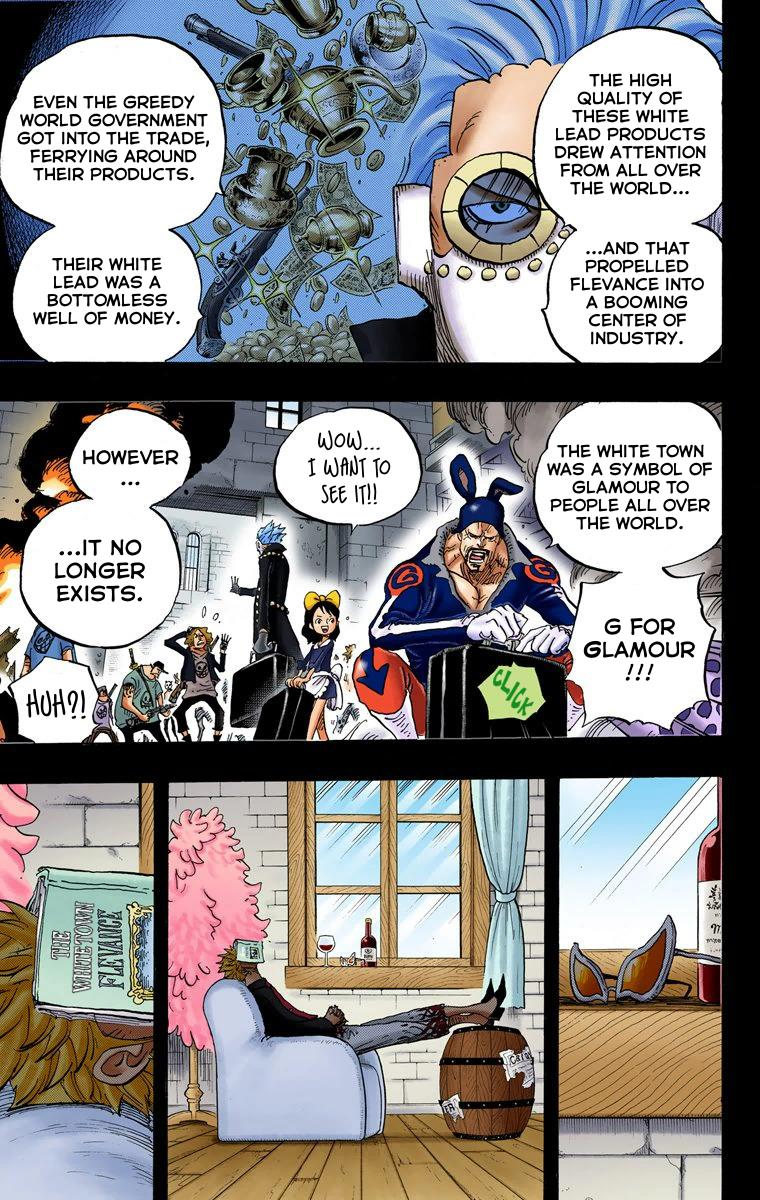 THE HIGH
QUALITY OF
THESE WHITE
LEAD PRODUCTS
DREW ATTENTION
FROM ALL OVER
THE WORLD...
...AND THAT
PROPELLED
FLEVANCE INTO
A BOOMING
CENTER OF
INDUSTRY.
EVEN THE GREEDY
WORLD GOVERNMENT
GOT INTO THE TRADE,
FERRYING AROUND
THEIR PRODUCTS.
THEIR WHITE
LEAD WAS A
BOTTOMLESS
WELL OF MONEY.
THE WHITE TOWN
WAS A SYMBOL OF
GLAMOUR TO
PEOPLE ALL OVER
THE WORLD.
G FOR
GLAMOUR
!!!
G
G
CLICK
WOW...
I WANT TO
SEE IT!!
HOWEVER
...
...IT NO
LONGER
EXISTS.
HUH?!
THE
WHITE TOWN
FLEVANCE